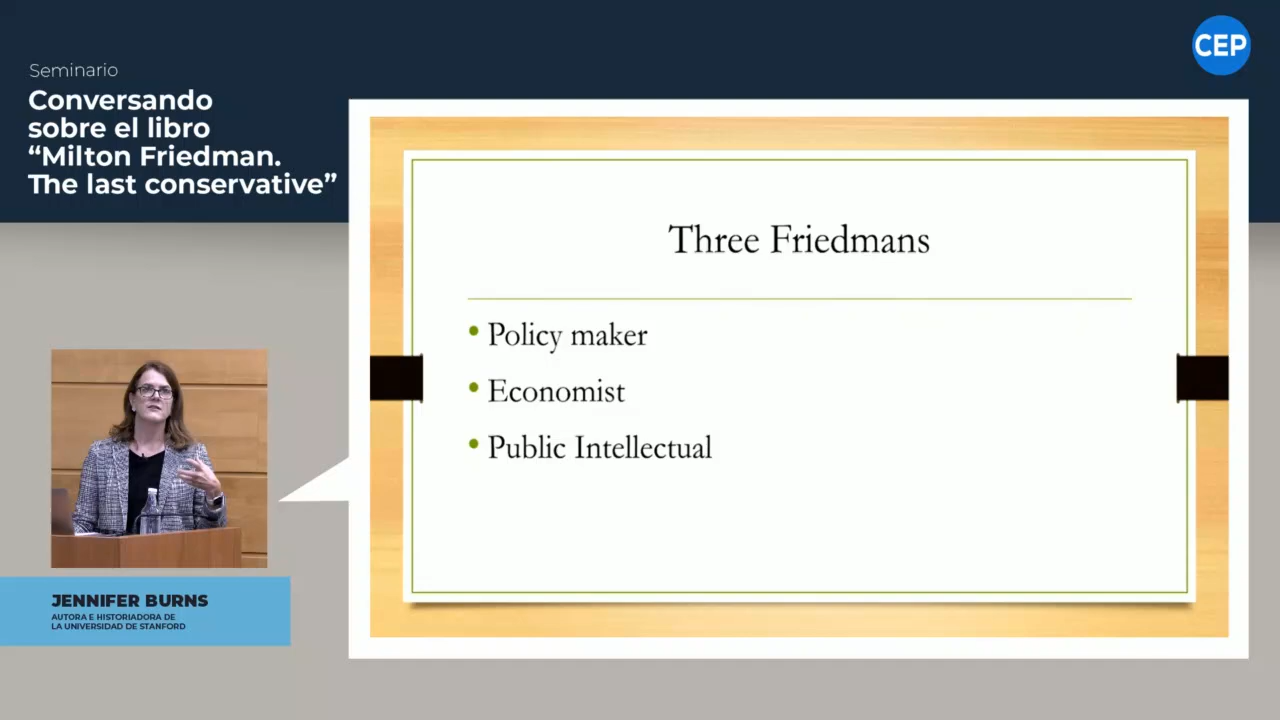 CEP
Seminario
Conversando
sobre el libro
“Milton Friedman.
The last conservative”
Three Friedmans
• Policy maker
• Economist
• Public Intellectual
JENNIFER BURNS
AUTORA E HISTORIADORA DE
LA UNIVERSIDAD DE STANFORD